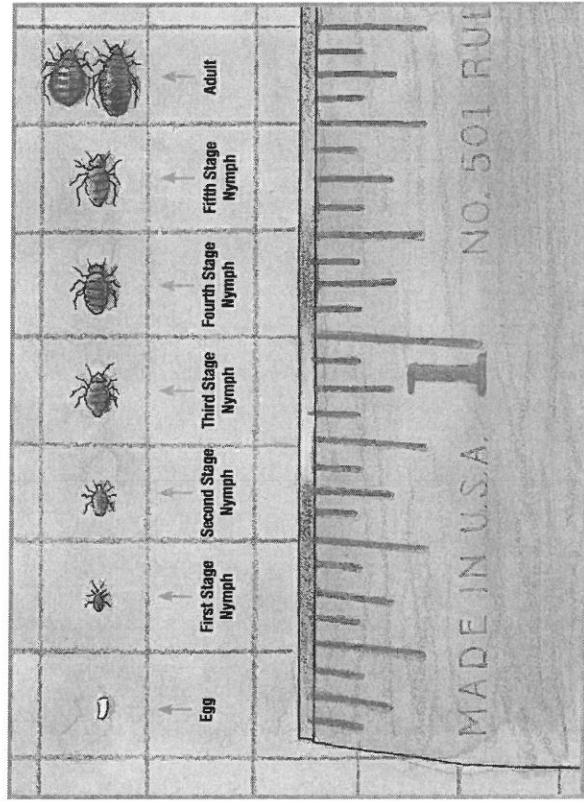 Egg
First Stage
Nymph
Second Stage
Nymph
Third Stage
Nymph
Fourth Stage
Nymph
Fifth Stage
Nymph
Adult
1
MADE IN U.S.A. NO. 501 RUL